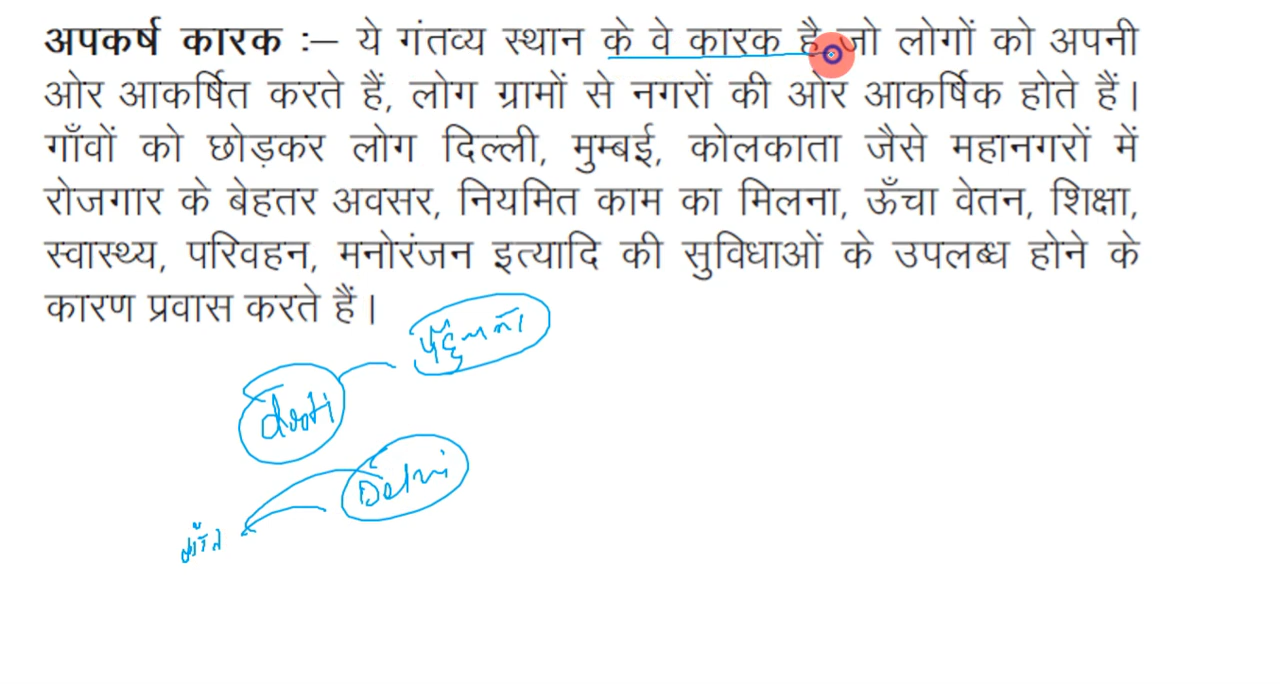 अपकर्ष कारक :– ये गंतव्य स्थान के वे कारक है जो लोगों को अपनी
ओर आकर्षित करते हैं, लोग ग्रामों से नगरों की ओर आकर्षिक होते हैं।
गाँवों को छोड़कर लोग दिल्ली, मुम्बई, कोलकाता जैसे महानगरों में
रोजगार के बेहतर अवसर, नियमित काम का मिलना, ऊँचा वेतन, शिक्षा,
स्वास्थ्य, परिवहन, मनोरंजन इत्यादि की सुविधाओं के उपलब्ध होने के
कारण प्रवास करते हैं।
Delhi